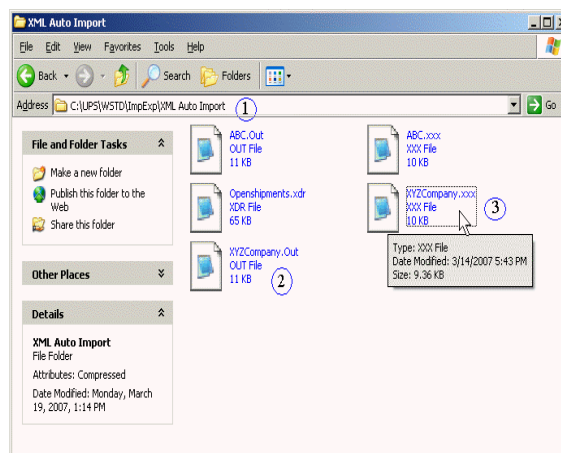 XML Auto Import
File Edit View Favorites Tools Help
Back Search Folders
Address C:\UPS\WSTD\ImpExp\XML Auto Import 1 Go
File and Folder Tasks
Make a new folder
Publish this folder to the
Web
Share this folder
Other Places
Details
XML Auto Import
File Folder
Attributes: Compressed
Date Modified: Monday, March
19, 2007, 1:14 PM
ABC.Out
OUT File
11 KB
ABC.xxx
XXX File
10 KB
Openshipments.xdr
XDR File
65 KB
XYZCompany.xxx
XXX File
10 KB
3
XYZCompany.Out
OUT File
11 KB
2
Type: XXX File
Date Modified: 3/14/2007 5:43 PM
Size: 9.36 KB